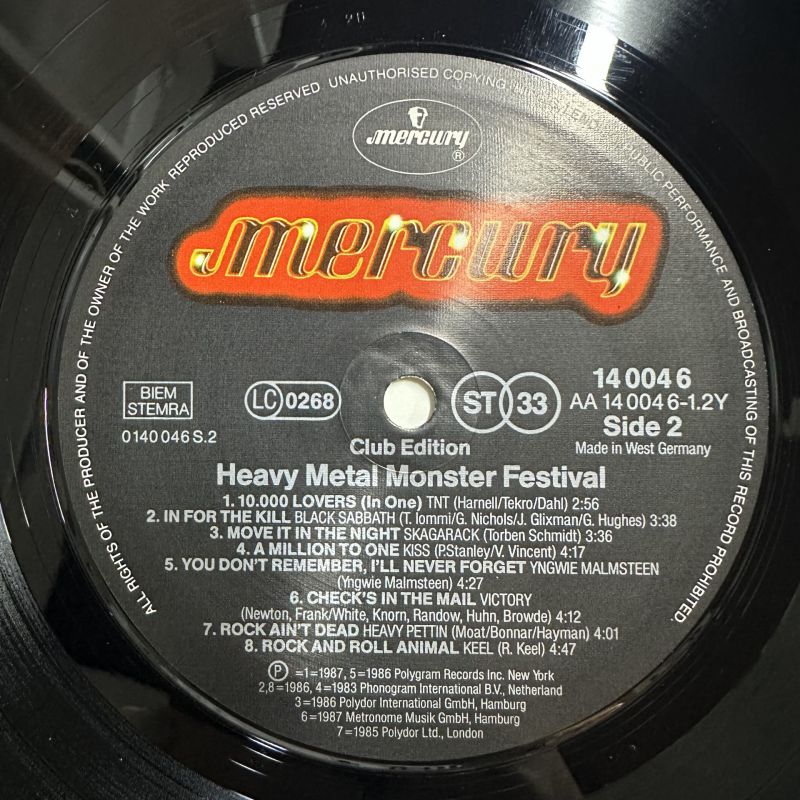 ALL RIGHTS OF THE PRODUCER AND OF THE OWNER OF THE WORK REPRODUCED RESERVED UNAUTHORISED COPYING, PUBLIC PERFORMANCE AND BROADCASTING OF THIS RECORD PROHIBITED.
mercury
®
mercury
BIEM
STEMRA
0140 046 S.2
LC 0268
ST 33
14 004 6
AA 14 004 6-1.2Y
Side 2
Made in West Germany
Club Edition
Heavy Metal Monster Festival
1. 10.000 LOVERS (In One) TNT (Harnell/Tekro/Dahl) 2:56
2. IN FOR THE KILL BLACK SABBATH (T. Iommi/G. Nichols/J. Glixman/G. Hughes) 3:38
3. MOVE IT IN THE NIGHT SKAGARACK (Torben Schmidt) 3:36
4. A MILLION TO ONE KISS (P.Stanley/V. Vincent) 4:17
5. YOU DON'T REMEMBER, I'LL NEVER FORGET YNGWIE MALMSTEEN
(Yngwie Malmsteen) 4:27
6. CHECK'S IN THE MAIL VICTORY
(Newton, Frank/White, Knorn, Randow, Huhn, Browde) 4:12
7. ROCK AIN'T DEAD HEAVY PETTIN (Moat/Bonnar/Hayman) 4:01
8. ROCK AND ROLL ANIMAL KEEL (R. Keel) 4:47
℗ =1=1987, 5=1986 Polygram Records Inc. New York
2,8=1986, 4=1983 Phonogram International B.V., Netherland
3=1986 Polydor International GmbH, Hamburg
6=1987 Metronome Musik GmbH, Hamburg
7=1985 Polydor Ltd., London